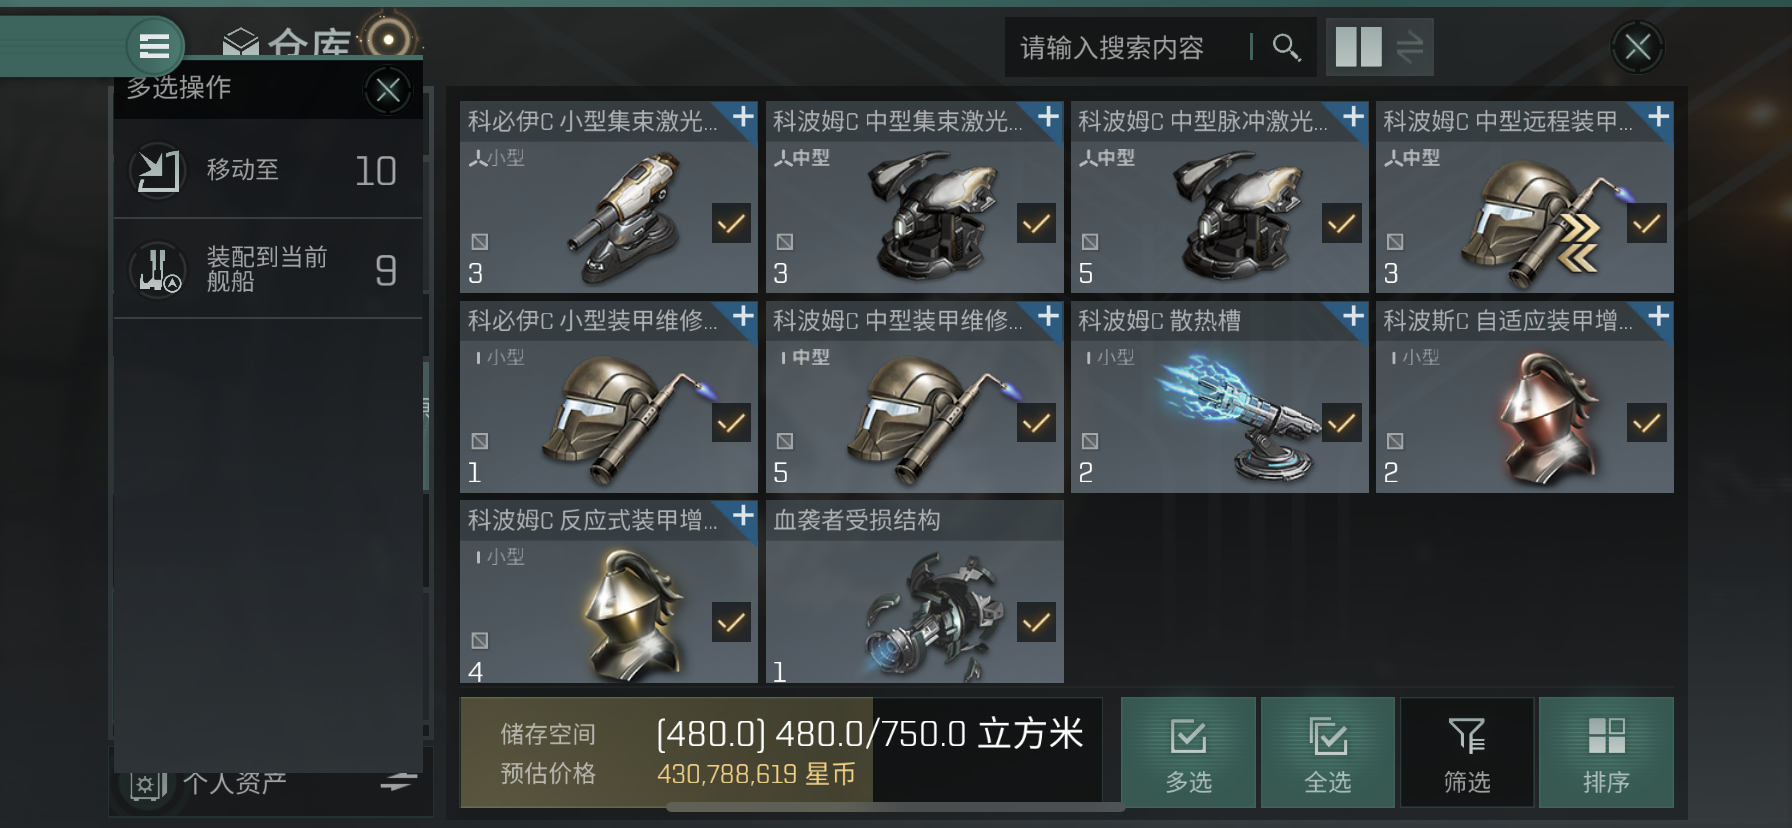 仓库
请输入搜索内容
多选操作
移动至 10
装配到当前
舰船
9
个人资产
科必伊C 小型集束激光...
小型
3
科波姆C 中型集束激光...
中型
3
科波姆C 中型脉冲激光...
中型
5
科波姆C 中型远程装甲...
中型
3
科必伊C 小型装甲维修...
小型
1
科波姆C 中型装甲维修...
中型
5
科波姆C 散热槽
小型
2
科波斯C 自适应装甲增...
小型
2
科波姆C 反应式装甲增...
小型
4
血袭者受损结构
1
储存空间 (480.0) 480.0/750.0 立方米
预估价格 430,788,619 星币
多选
全选
筛选
排序